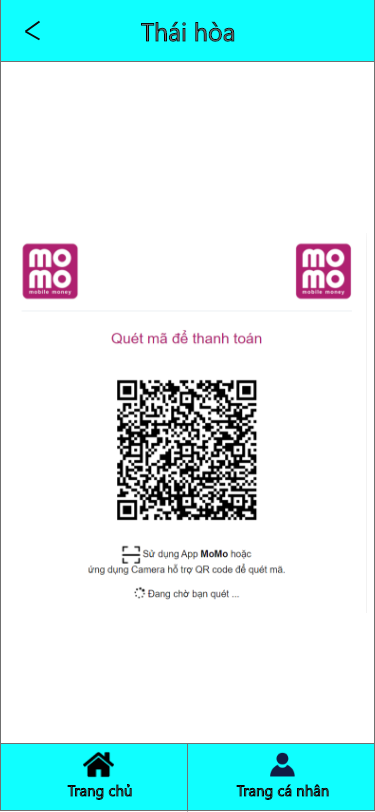 Thái hòa
mo mo
mo mo
mobile money
mobile money
Quét mã để thanh toán
Sử dụng App MoMo hoặc
ứng dụng Camera hỗ trợ QR code để quét mã.
Đang chờ bạn quét ...
Trang chủ
Trang cá nhân